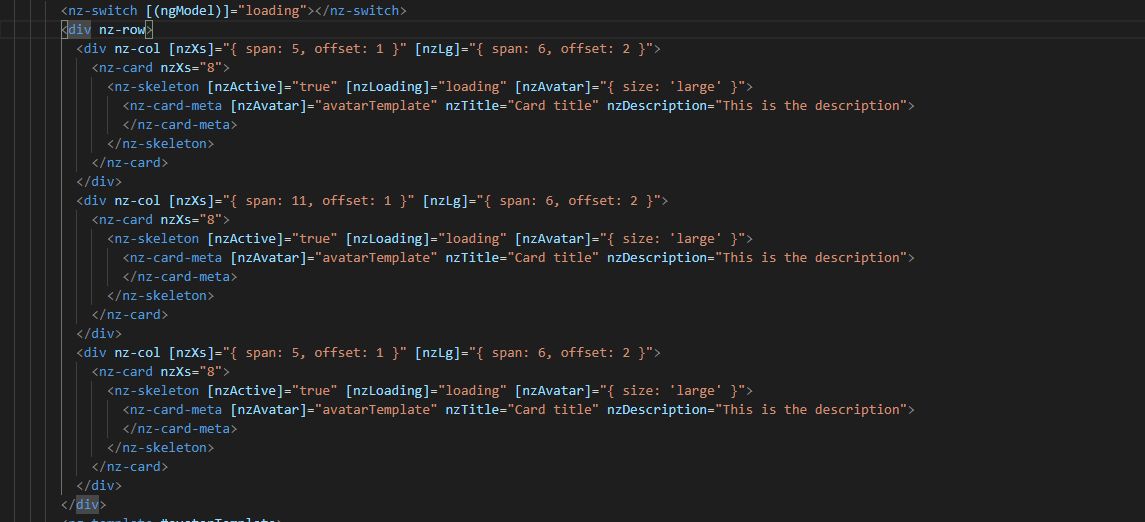 <nz-switch [(ngModel)]="loading"></nz-switch>
<div nz-row>
<div nz-col [nzXs]="{ span: 5, offset: 1 }" [nzLg]="{ span: 6, offset: 2 }">
<nz-card nzXs="8">
<nz-skeleton [nzActive]="true" [nzLoading]="loading" [nzAvatar]="{ size: 'large' }">
<nz-card-meta [nzAvatar]="avatarTemplate" nzTitle="Card title" nzDescription="This is the description">
</nz-card-meta>
</nz-skeleton>
</nz-card>
</div>
<div nz-col [nzXs]="{ span: 11, offset: 1 }" [nzLg]="{ span: 6, offset: 2 }">
<nz-card nzXs="8">
<nz-skeleton [nzActive]="true" [nzLoading]="loading" [nzAvatar]="{ size: 'large' }">
<nz-card-meta [nzAvatar]="avatarTemplate" nzTitle="Card title" nzDescription="This is the description">
</nz-card-meta>
</nz-skeleton>
</nz-card>
</div>
<div nz-col [nzXs]="{ span: 5, offset: 1 }" [nzLg]="{ span: 6, offset: 2 }">
<nz-card nzXs="8">
<nz-skeleton [nzActive]="true" [nzLoading]="loading" [nzAvatar]="{ size: 'large' }">
<nz-card-meta [nzAvatar]="avatarTemplate" nzTitle="Card title" nzDescription="This is the description">
</nz-card-meta>
</nz-skeleton>
</nz-card>
</div>
</div>